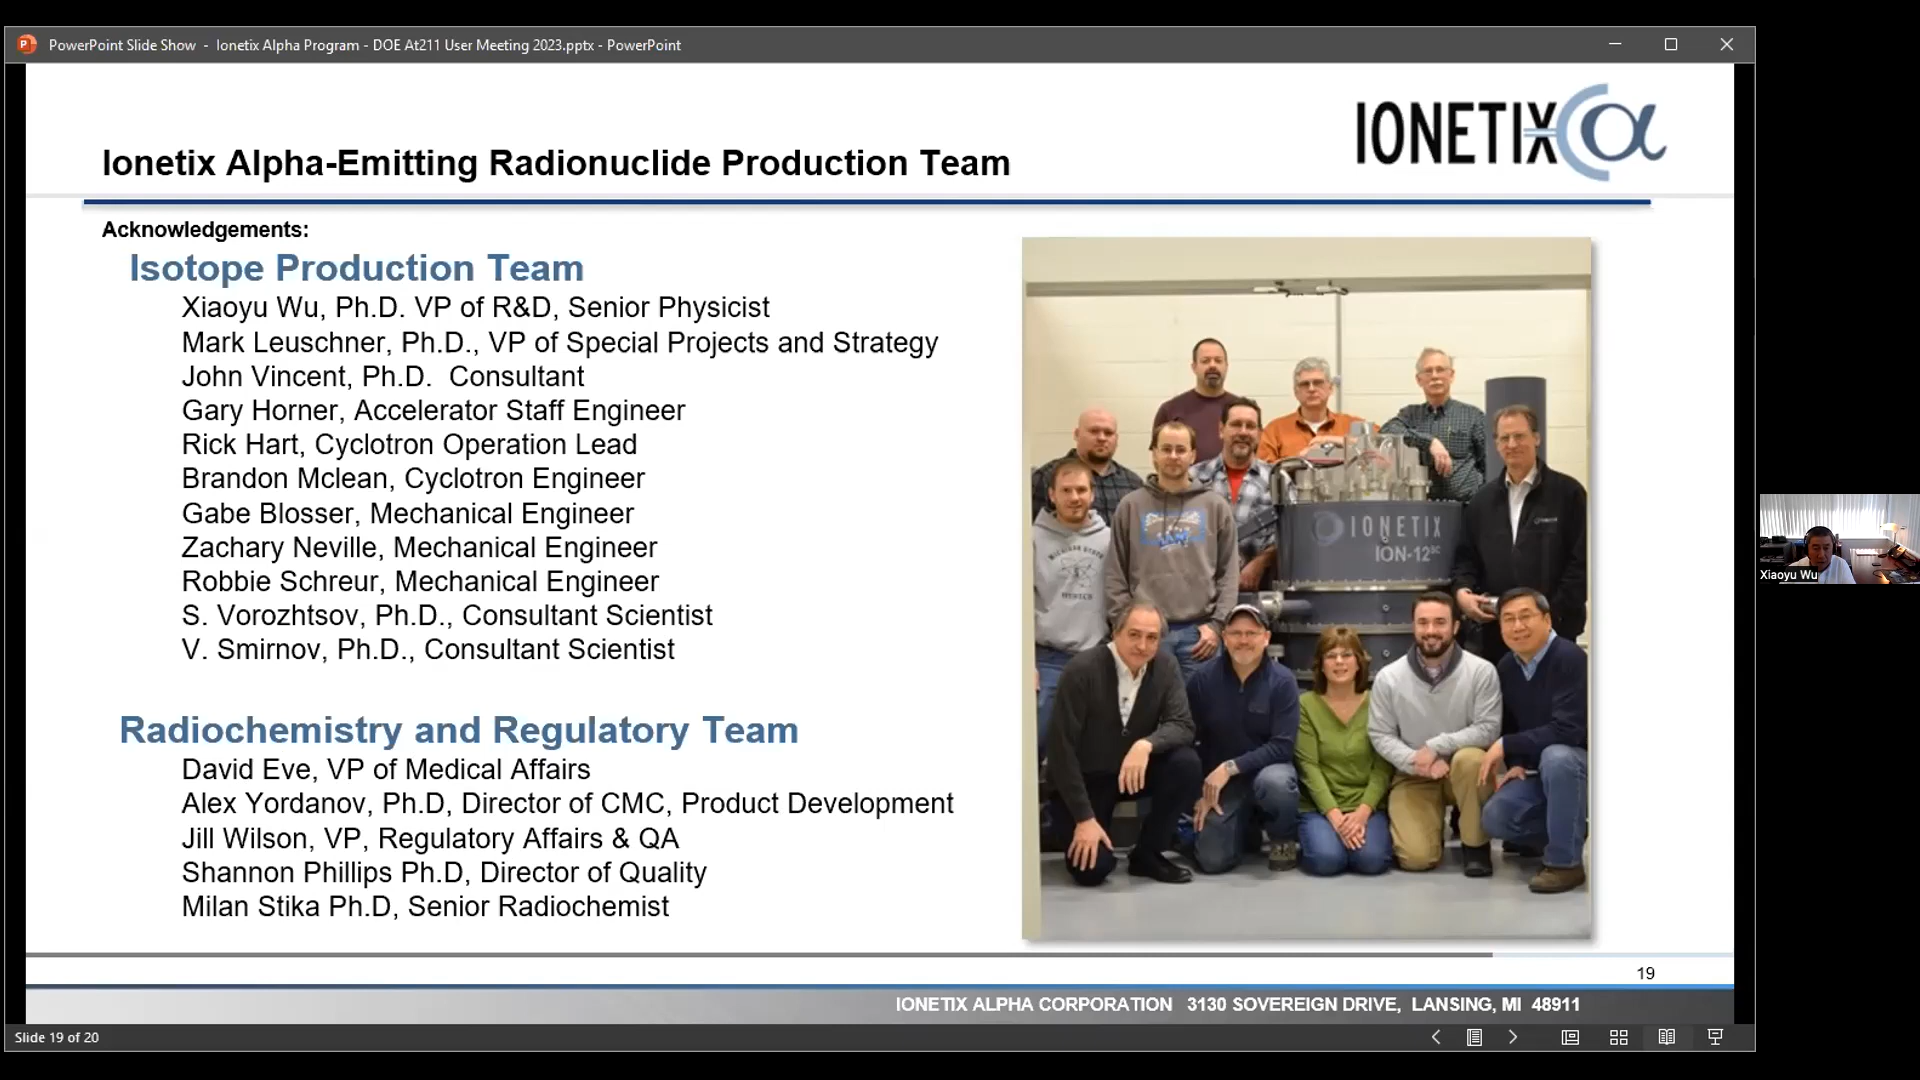 PowerPoint Slide Show - Ionetix Alpha Program - DOE At211 User Meeting 2023.pptx - PowerPoint
IONETIX α
Ionetix Alpha-Emitting Radionuclide Production Team
Acknowledgements:
Isotope Production Team
Xiaoyu Wu, Ph.D. VP of R&D, Senior Physicist
Mark Leuschner, Ph.D., VP of Special Projects and Strategy
John Vincent, Ph.D. Consultant
Gary Horner, Accelerator Staff Engineer
Rick Hart, Cyclotron Operation Lead
Brandon Mclean, Cyclotron Engineer
Gabe Blosser, Mechanical Engineer
Zachary Neville, Mechanical Engineer
Robbie Schreur, Mechanical Engineer
S. Vorozhtsov, Ph.D., Consultant Scientist
V. Smirnov, Ph.D., Consultant Scientist
Radiochemistry and Regulatory Team
David Eve, VP of Medical Affairs
Alex Yordanov, Ph.D, Director of CMC, Product Development
Jill Wilson, VP, Regulatory Affairs & QA
Shannon Phillips Ph.D, Director of Quality
Milan Stika Ph.D, Senior Radiochemist
IONETIX
ION-12SC
Xiaoyu Wu
19
IONETIX ALPHA CORPORATION 3130 SOVEREIGN DRIVE, LANSING, MI 48911
Slide 19 of 20